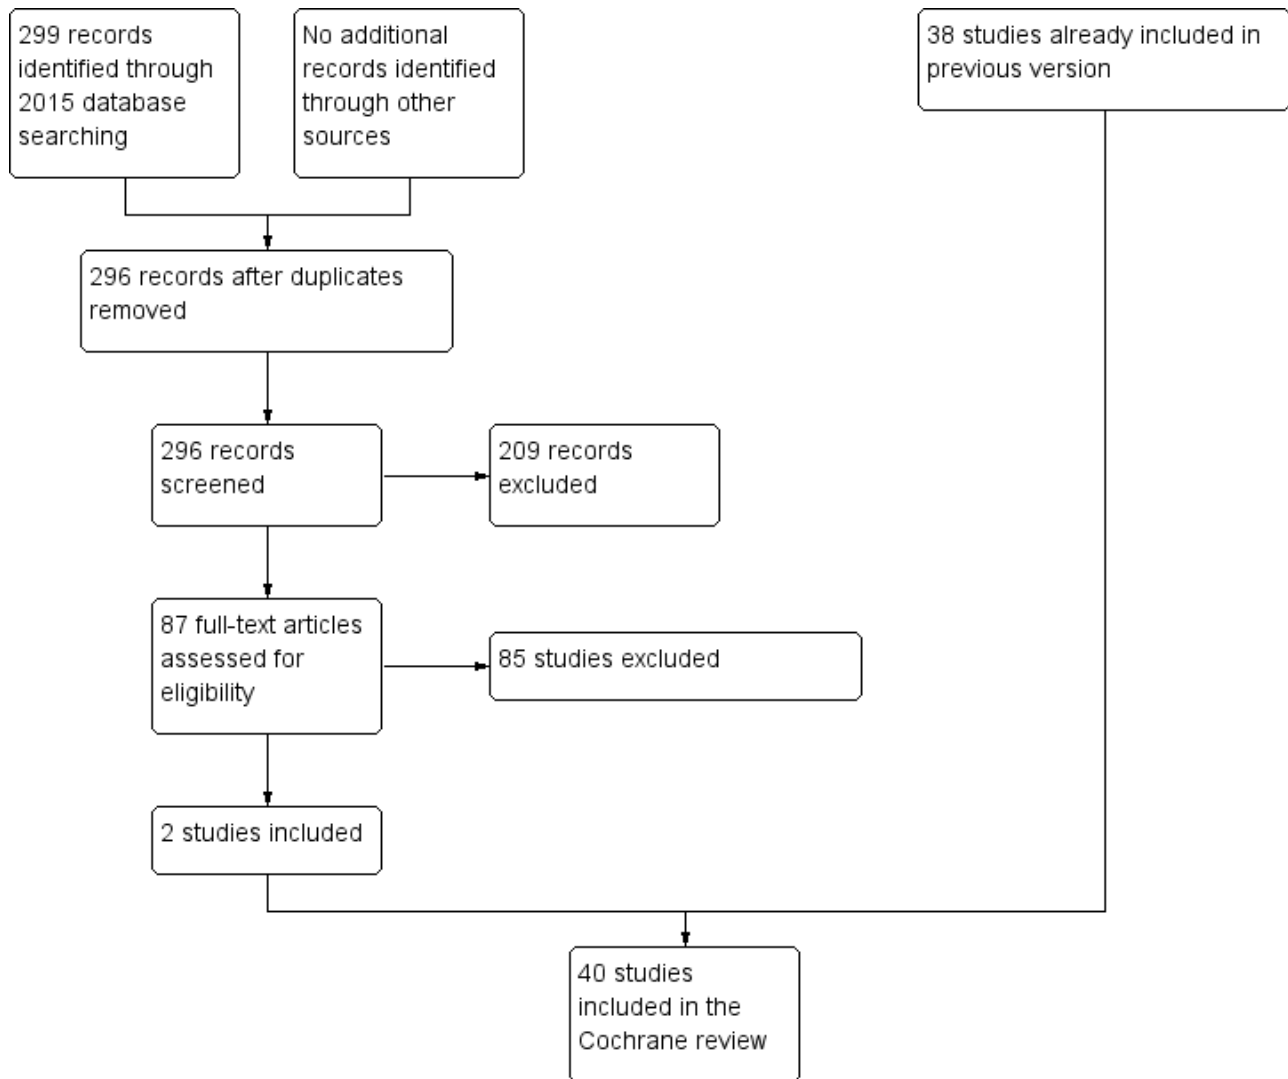 299 records
identified through
2015 database
searching
No additional
records identified
through other
sources
38 studies already included in
previous version
296 records after duplicates
removed
296 records
screened
209 records
excluded
87 full-text articles
assessed for
eligibility
85 studies excluded
2 studies included
40 studies
included in the
Cochrane review